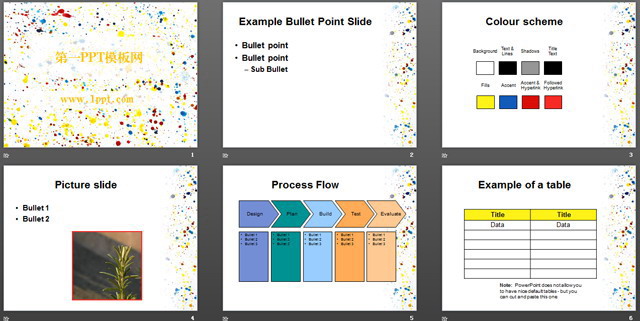 第一PPT模板网
www.1ppt.com
1
Example Bullet Point Slide
• Bullet point
• Bullet point
– Sub Bullet
2
Colour scheme
Background
Text & Lines
Shadows
Title Text
Fills
Accent
Accent & Hyperlink
Followed Hyperlink
3
Picture slide
• Bullet 1
• Bullet 2
4
Process Flow
Design
Plan
Build
Test
Evaluate
• Bullet 1
• Bullet 2
• Bullet 3
• Bullet 1
• Bullet 2
• Bullet 3
• Bullet 1
• Bullet 2
• Bullet 3
• Bullet 1
• Bullet 2
• Bullet 3
• Bullet 1
• Bullet 2
• Bullet 3
5
Example of a table
Title Title
Data Data
Note: PowerPoint does not allow you
to have nice default tables - but you
can cut and paste this one
6